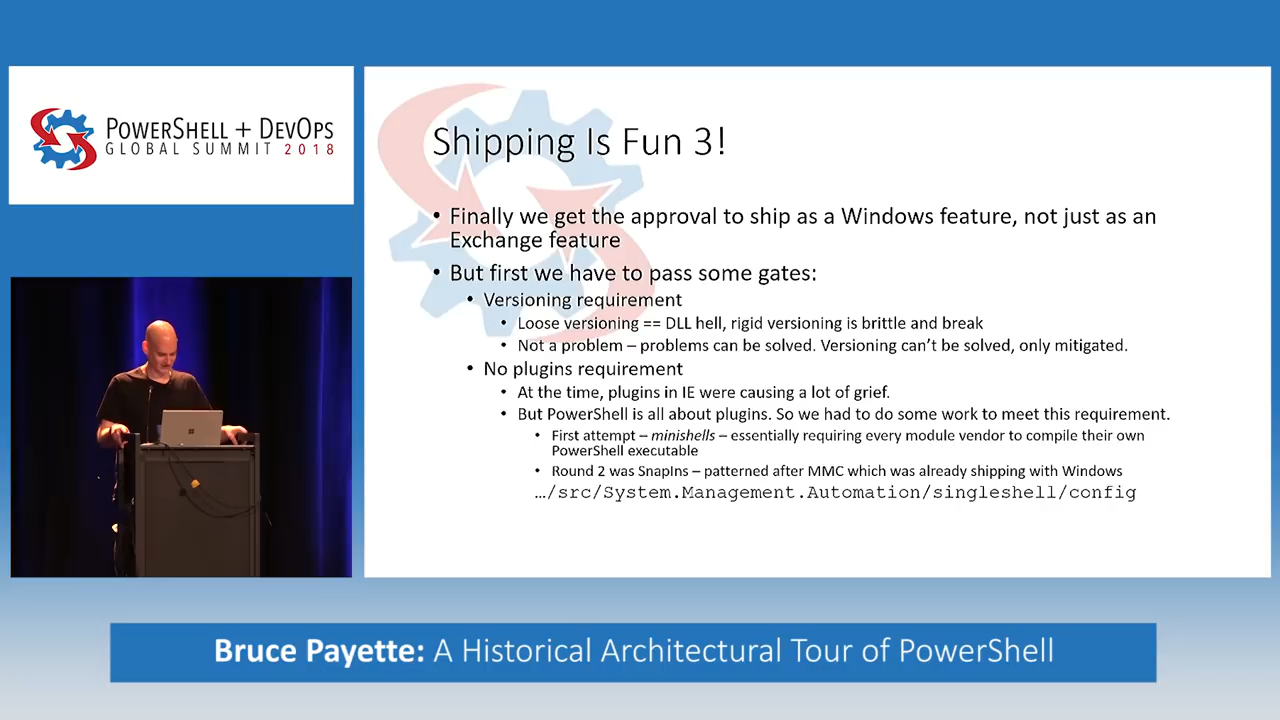 POWERSHELL + DEVOPS
GLOBAL SUMMIT 2018
Shipping Is Fun 3!
• Finally we get the approval to ship as a Windows feature, not just as an
Exchange feature
• But first we have to pass some gates:
• Versioning requirement
• Loose versioning == DLL hell, rigid versioning is brittle and break
• Not a problem – problems can be solved. Versioning can't be solved, only mitigated.
• No plugins requirement
• At the time, plugins in IE were causing a lot of grief.
• But PowerShell is all about plugins. So we had to do some work to meet this requirement.
• First attempt – minishells – essentially requiring every module vendor to compile their own
PowerShell executable
• Round 2 was SnapIns – patterned after MMC which was already shipping with Windows
…/src/System.Management.Automation/singleshell/config
Bruce Payette: A Historical Architectural Tour of PowerShell